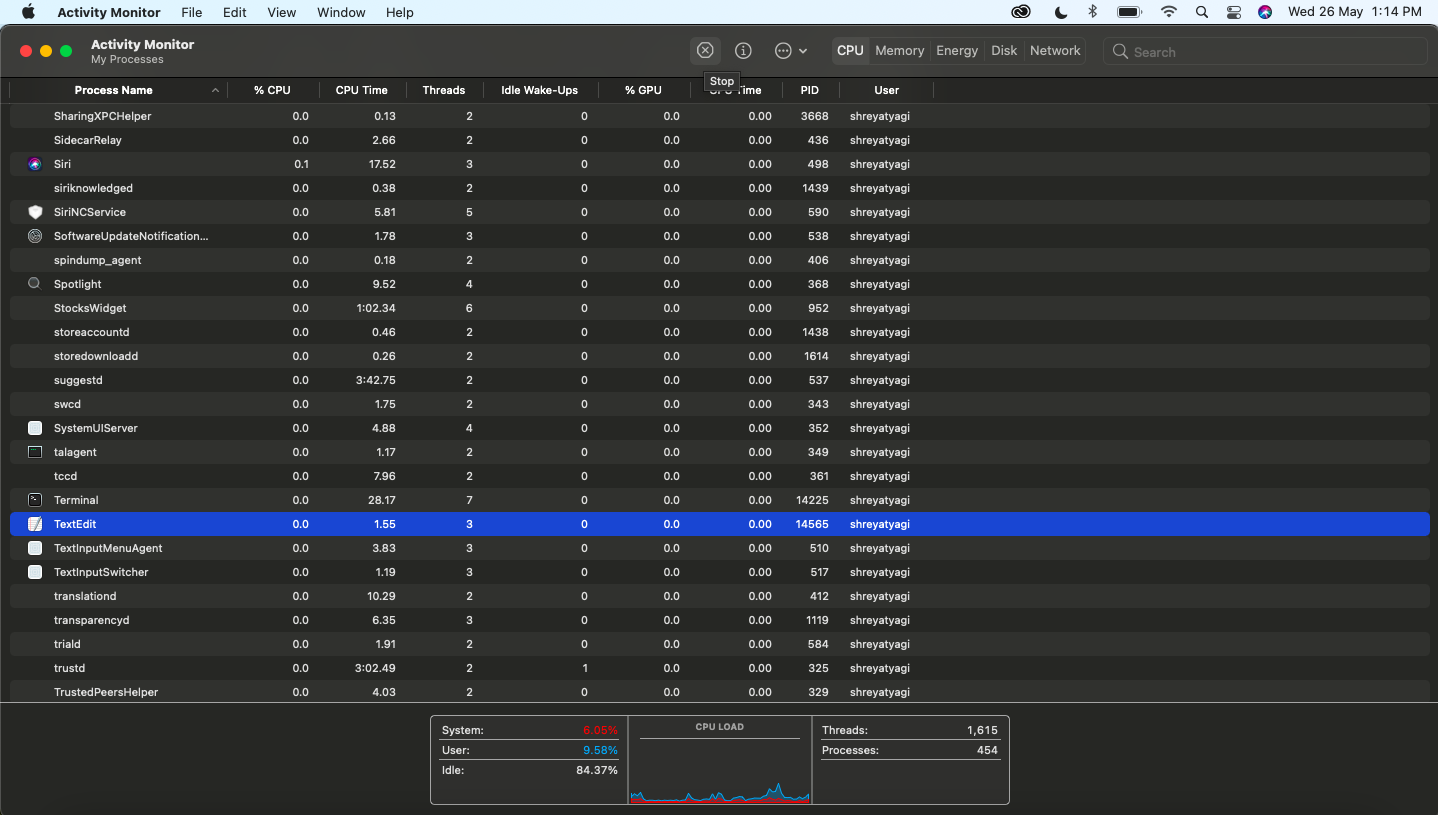 Activity Monitor File Edit View Window Help Wed 26 May 1:14 PM
Activity Monitor
My Processes
CPU Memory Energy Disk Network Search
Stop
Process Name % CPU CPU Time Threads Idle Wake-Ups % GPU Time PID User
SharingXPCHelper 0.0 0.13 2 0 0.0 0.00 3668 shreyatyagi
SidecarRelay 0.0 2.66 2 0 0.0 0.00 436 shreyatyagi
Siri 0.1 17.52 3 0 0.0 0.00 498 shreyatyagi
siriknowledged 0.0 0.38 2 0 0.0 0.00 1439 shreyatyagi
SiriNCService 0.0 5.81 5 0 0.0 0.00 590 shreyatyagi
SoftwareUpdateNotification... 0.0 1.78 3 0 0.0 0.00 538 shreyatyagi
spindump_agent 0.0 0.18 2 0 0.0 0.00 406 shreyatyagi
Spotlight 0.0 9.52 4 0 0.0 0.00 368 shreyatyagi
StocksWidget 0.0 1:02.34 6 0 0.0 0.00 952 shreyatyagi
storeaccountd 0.0 0.46 2 0 0.0 0.00 1438 shreyatyagi
storedownloadd 0.0 0.26 2 0 0.0 0.00 1614 shreyatyagi
suggestd 0.0 3:42.75 2 0 0.0 0.00 537 shreyatyagi
swcd 0.0 1.75 2 0 0.0 0.00 343 shreyatyagi
SystemUIServer 0.0 4.88 4 0 0.0 0.00 352 shreyatyagi
talagent 0.0 1.17 2 0 0.0 0.00 349 shreyatyagi
tccd 0.0 7.96 2 0 0.0 0.00 361 shreyatyagi
Terminal 0.0 28.17 7 0 0.0 0.00 14225 shreyatyagi
TextEdit 0.0 1.55 3 0 0.0 0.00 14565 shreyatyagi
TextInputMenuAgent 0.0 3.83 3 0 0.0 0.00 510 shreyatyagi
TextInputSwitcher 0.0 1.19 3 0 0.0 0.00 517 shreyatyagi
translationd 0.0 10.29 2 0 0.0 0.00 412 shreyatyagi
transparencyd 0.0 6.35 3 0 0.0 0.00 1119 shreyatyagi
triald 0.0 1.91 2 0 0.0 0.00 584 shreyatyagi
trustd 0.0 3:02.49 2 1 0.0 0.00 325 shreyatyagi
TrustedPeersHelper 0.0 4.03 2 0 0.0 0.00 329 shreyatyagi
System: 6.05% CPU LOAD Threads: 1,615
User: 9.58% Processes: 454
Idle: 84.37%